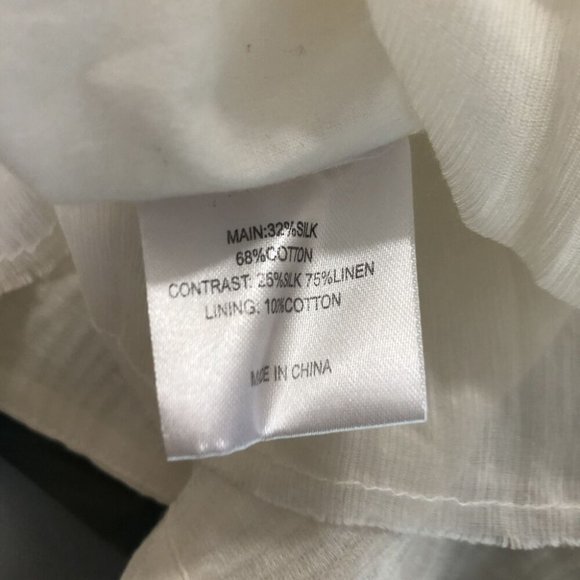 MAIN:32%SILK
68%COTTON
CONTRAST: 25%SILK 75%LINEN
LINING: 10%COTTON
MADE IN CHINA